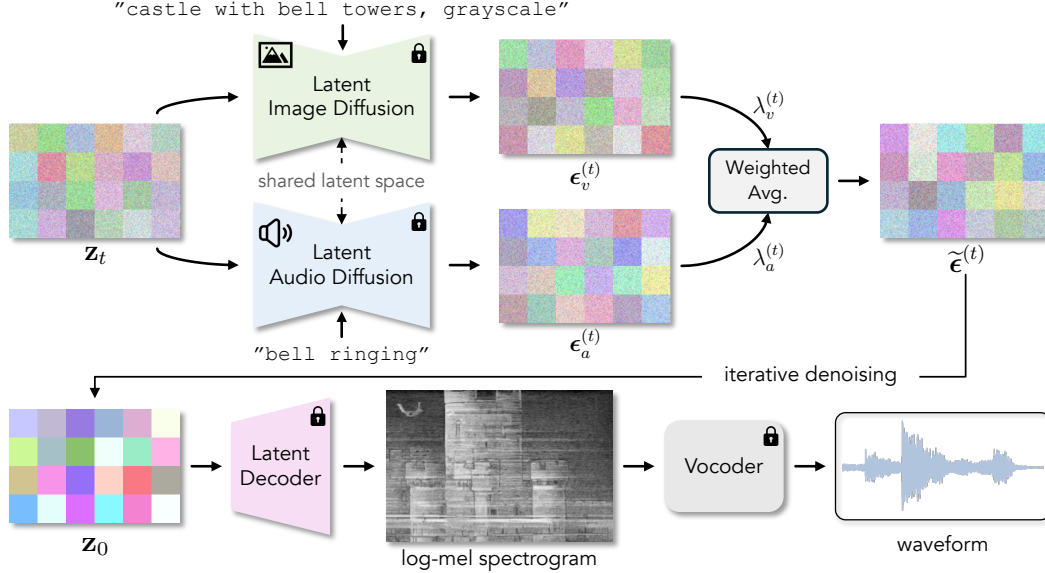 ”castle with bell towers, grayscale”
Latent
Image Diffusion
shared latent space
Latent
Audio Diffusion
”bell ringing”
z_t
ϵ_v^{(t)}
ϵ_a^{(t)}
λ_v^{(t)}
λ_a^{(t)}
Weighted
Avg.
ϵ̃^{(t)}
iterative denoising
z_0
Latent
Decoder
log-mel spectrogram
Vocoder
waveform